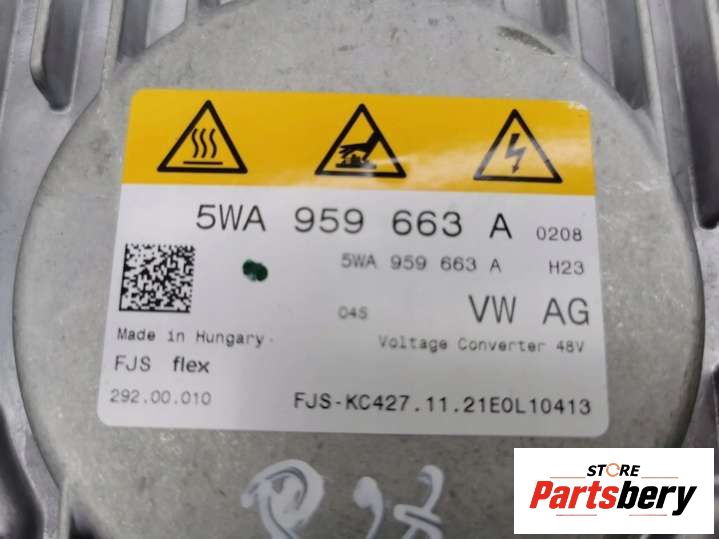 5WA 959 663 A 0208
5WA 959 663 A H23
04S VW AG
Made in Hungary Voltage Converter 48V
FJS flex
292.00.010 FJS-KC427.11.21E0L10413
STORE
Partsbery